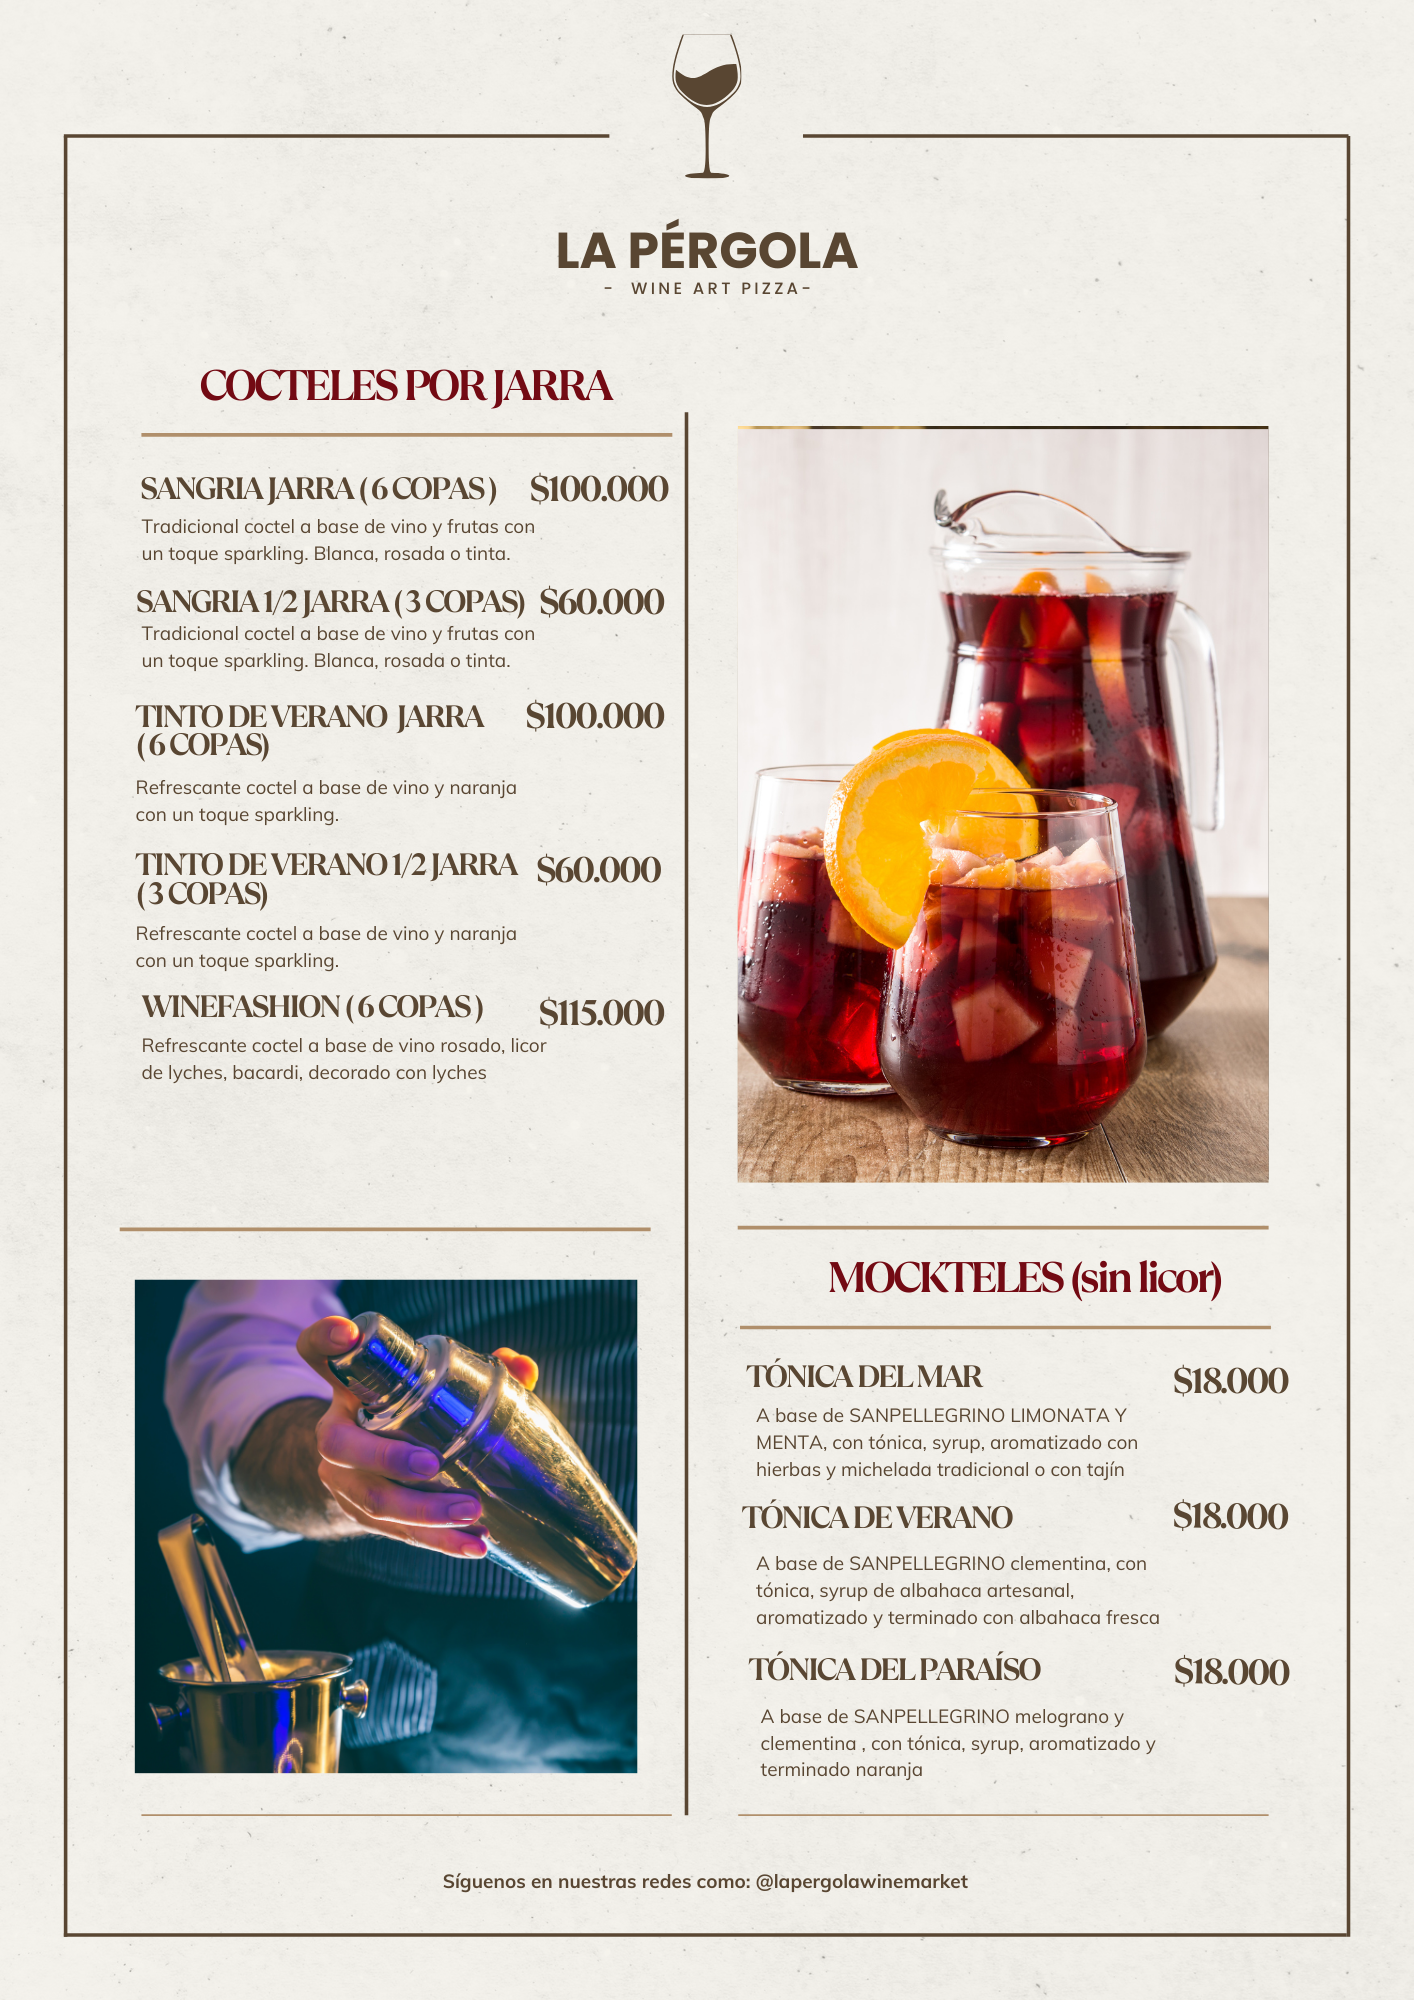 LA PÉRGOLA
- WINE ART PIZZA-
COCTELES POR JARRA
SANGRIA JARRA ( 6 COPAS ) $100.000
Tradicional coctel a base de vino y frutas con
un toque sparkling. Blanca, rosada o tinta.
SANGRIA 1/2 JARRA ( 3 COPAS) $60.000
Tradicional coctel a base de vino y frutas con
un toque sparkling. Blanca, rosada o tinta.
TINTO DE VERANO JARRA $100.000
( 6 COPAS)
Refrescante coctel a base de vino y naranja
con un toque sparkling.
TINTO DE VERANO 1/2 JARRA $60.000
( 3 COPAS)
Refrescante coctel a base de vino y naranja
con un toque sparkling.
WINEFASHION ( 6 COPAS ) $115.000
Refrescante coctel a base de vino rosado, licor
de lyches, bacardi, decorado con lyches
MOCKTELES (sin licor)
TÓNICA DEL MAR $18.000
A base de SANPELLEGRINO LIMONATA Y
MENTA, con tónica, syrup, aromatizado con
hierbas y michelada tradicional o con tajín
TÓNICA DE VERANO $18.000
A base de SANPELLEGRINO clementina, con
tónica, syrup de albahaca artesanal,
aromatizado y terminado con albahaca fresca
TÓNICA DEL PARAÍSO $18.000
A base de SANPELLEGRINO melograno y
clementina , con tónica, syrup, aromatizado y
terminado naranja
Síguenos en nuestras redes como: @lapergolawinemarket